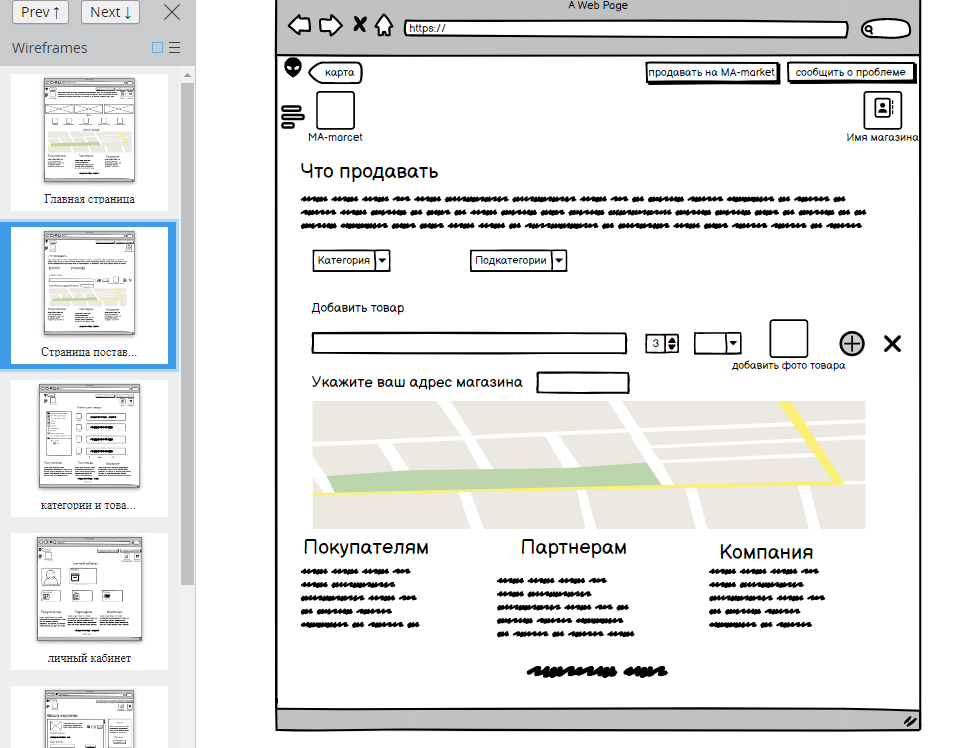 Prev ↑
Next ↓
Wireframes
Главная страница
Страница постав...
категории и това...
личный кабинет
A Web Page
https://
карта
продавать на MA-market
сообщить о проблеме
MA-marcet
Имя магазина
Что продавать
Категория
Подкатегории
Добавить товар
3
добавить фото товара
Укажите ваш адрес магазина
Покупателям
Партнерам
Компания